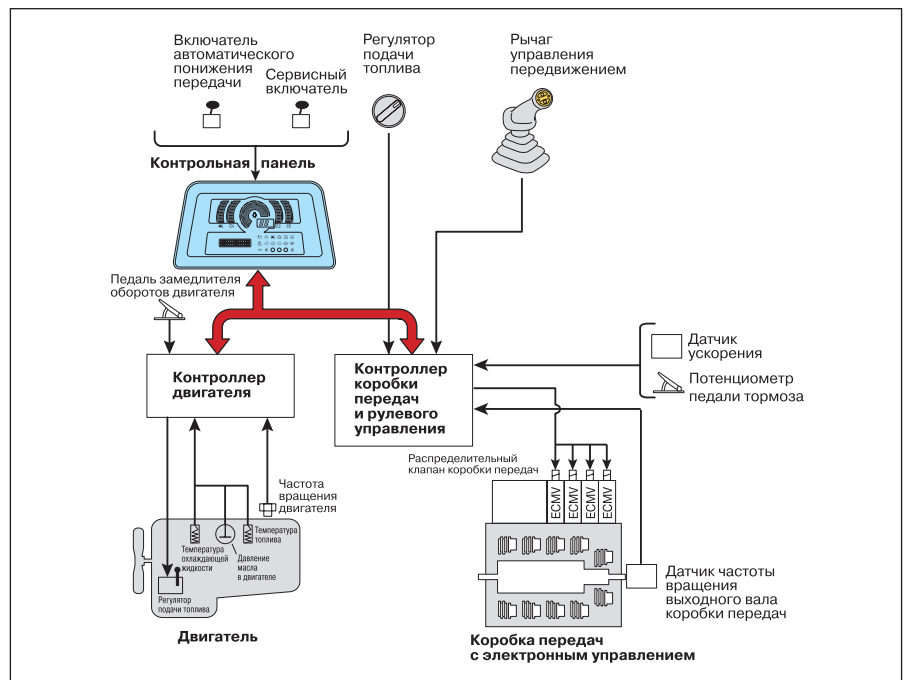 Включатель
автоматического
понижения
передачи
Сервисный
включатель
Регулятор
подачи
топлива
Рычаг
управления
передвижением
Контрольная панель
Педаль замедлителя
оборотов двигателя
Контроллер
двигателя
Контроллер
коробки
передач
и рулевого
управления
Датчик
ускорения
Потенциометр
педали тормоза
Распределительный
клапан коробки передач
ECMV
ECMV
ECMV
ECMV
Частота
вращения
двигателя
Температура
топлива
Температура
охлаждающей
жидкости
Давление
масла
в двигателе
Регулятор
подачи топлива
Двигатель
Датчик частоты
вращения
выходного вала
коробки передач
Коробка передач
с электронным управлением